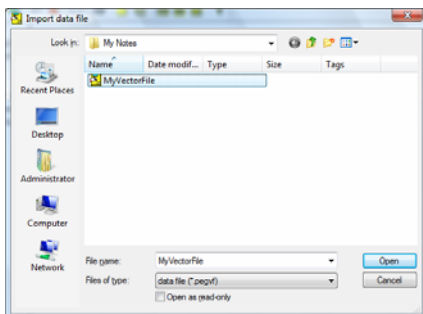 Import data file
Look in: My Notes
Name Date modif... Type Size Tags
MyVectorFile
Recent Places
Desktop
Administrator
Computer
Network
File name: MyVectorFile Open
Files of type: data file (*.pegvf) Cancel
Open as read-only